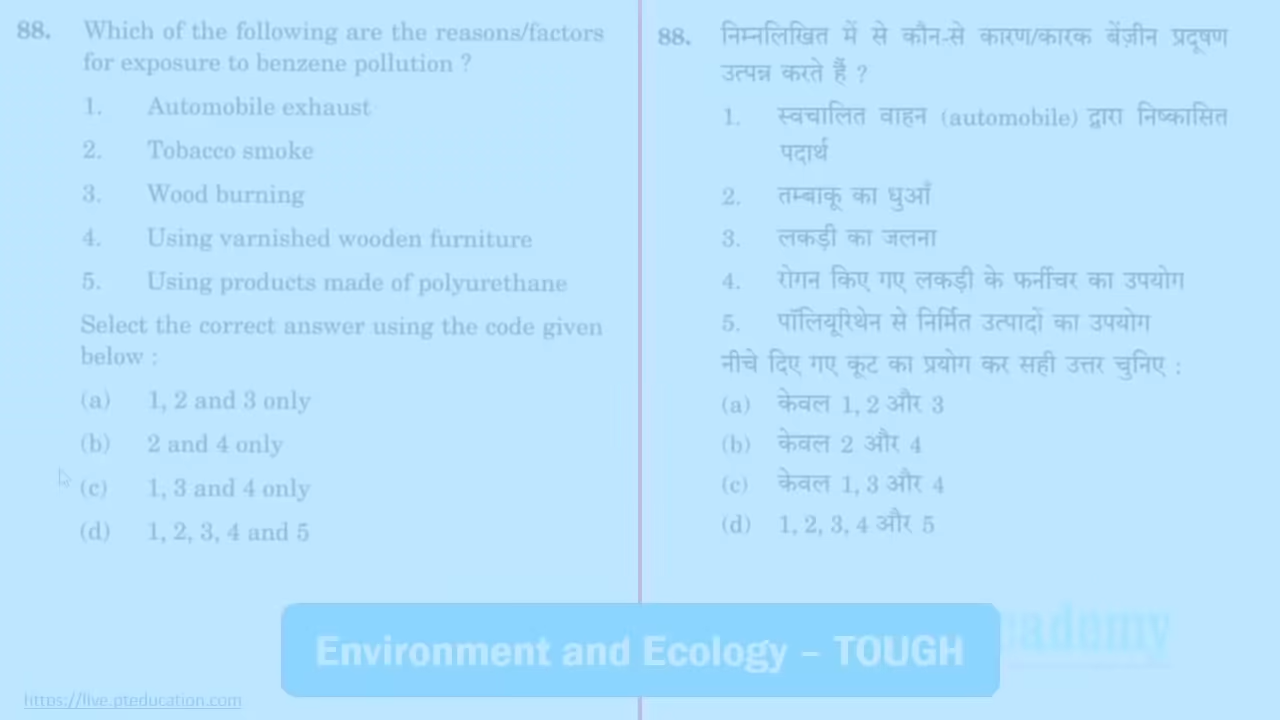 88. Which of the following are the reasons/factors
for exposure to benzene pollution ?
1. Automobile exhaust
2. Tobacco smoke
3. Wood burning
4. Using varnished wooden furniture
5. Using products made of polyurethane
Select the correct answer using the code given
below :
(a) 1, 2 and 3 only
(b) 2 and 4 only
(c) 1, 3 and 4 only
(d) 1, 2, 3, 4 and 5
88. निम्नलिखित में से कौन-से कारण/कारक बेंज़ीन प्रदूषण
उत्पन्न करते हैं ?
1. स्वचालित वाहन (automobile) द्वारा निष्कासित
पदार्थ
2. तम्बाकू का धुआँ
3. लकड़ी का जलना
4. रोगन किए गए लकड़ी के फर्नीचर का उपयोग
5. पॉलियूरिथेन से निर्मित उत्पादों का उपयोग
नीचे दिए गए कूट का प्रयोग कर सही उत्तर चुनिए :
(a) केवल 1, 2 और 3
(b) केवल 2 और 4
(c) केवल 1, 3 और 4
(d) 1, 2, 3, 4 और 5
Environment and Ecology – TOUGH
https://live.pteducation.com